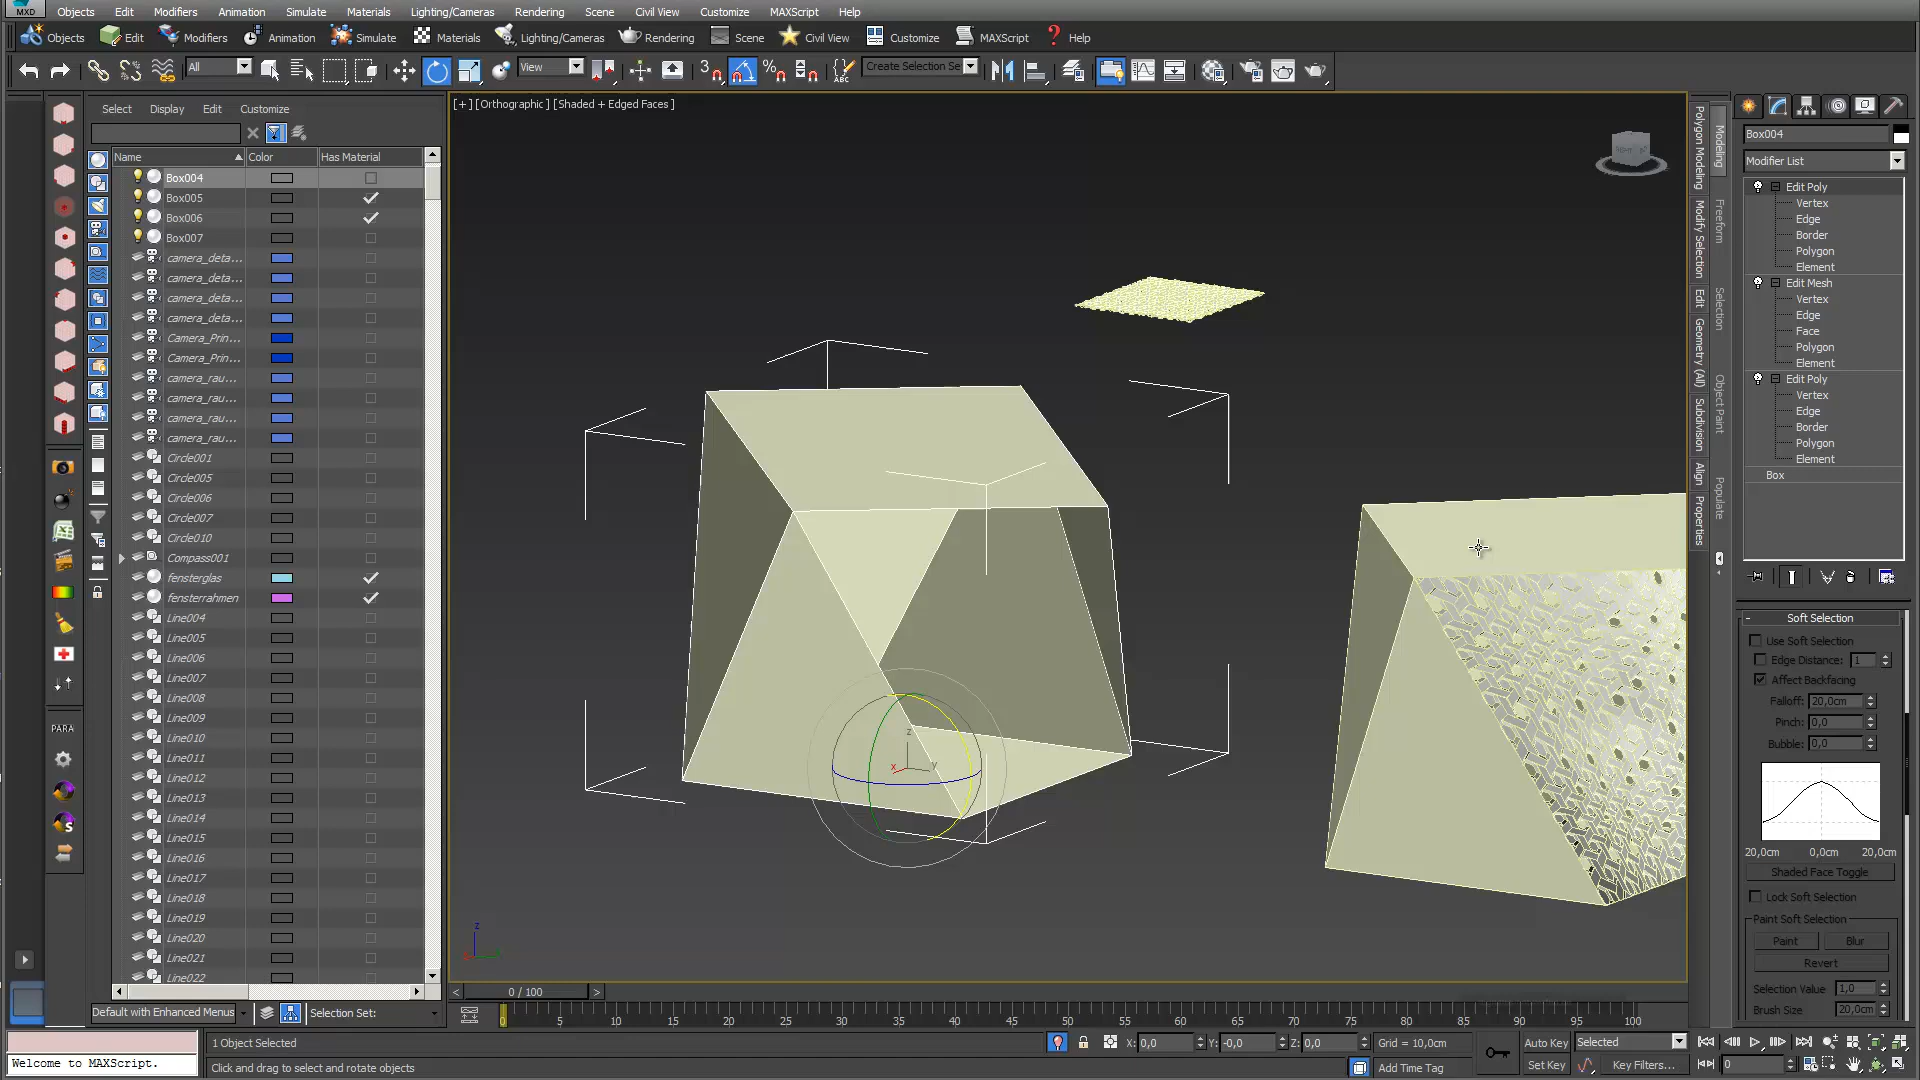 MXD
Objects Edit Modifiers Animation Simulate Materials Lighting/Cameras Rendering Scene Civil View Customize MAXScript Help
Objects Edit Modifiers Animation Simulate Materials Lighting/Cameras Rendering Scene Civil View Customize MAXScript Help
All View 3 % ABC Create Selection Se
Select Display Edit Customize
Name Color Has Material
Box004
Box005
Box006
Box007
camera_deta...
camera_deta...
camera_deta...
camera_deta...
Camera_Prin...
Camera_Prin...
camera_rau...
camera_rau...
camera_rau...
camera_rau...
Circle001
Circle005
Circle006
Circle007
Circle010
Compass001
fensterglas
fensterrahmen
Line004
Line005
Line006
Line007
Line008
Line009
Line010
Line011
Line012
Line013
Line014
Line015
Line016
Line017
Line018
Line019
Line020
Line021
Line022
PARA
Default with Enhanced Menus Selection Set:
[+] [Orthographic] [Shaded + Edged Faces]
z
x y
z
Polygon Modeling
Modify Selection
Edit
Geometry (All)
Subdivision
Align
Properties
Modeling
Freeform
Selection
Object Paint
Populate
Box004
Modifier List
Edit Poly
Vertex
Edge
Border
Polygon
Element
Edit Mesh
Vertex
Edge
Face
Polygon
Element
Edit Poly
Vertex
Edge
Border
Polygon
Element
Box
- Soft Selection
Use Soft Selection
Edge Distance: 1
Affect Backfacing
Falloff: 20,0cm
Pinch: 0,0
Bubble: 0,0
20,0cm 0,0cm 20,0cm
Shaded Face Toggle
Lock Soft Selection
Paint Soft Selection
Paint Blur
Revert
Selection Value 1,0
Brush Size 20,0cm
< 0 / 100 >
0 5 10 15 20 25 30 35 40 45 50 55 60 65 70 75 80 85 90 95 100
1 Object Selected X: 0,0 Y: -0,0 Z: 0,0 Grid = 10,0cm Auto Key Selected
Welcome to MAXScript. Click and drag to select and rotate objects Add Time Tag Set Key Key Filters... 0